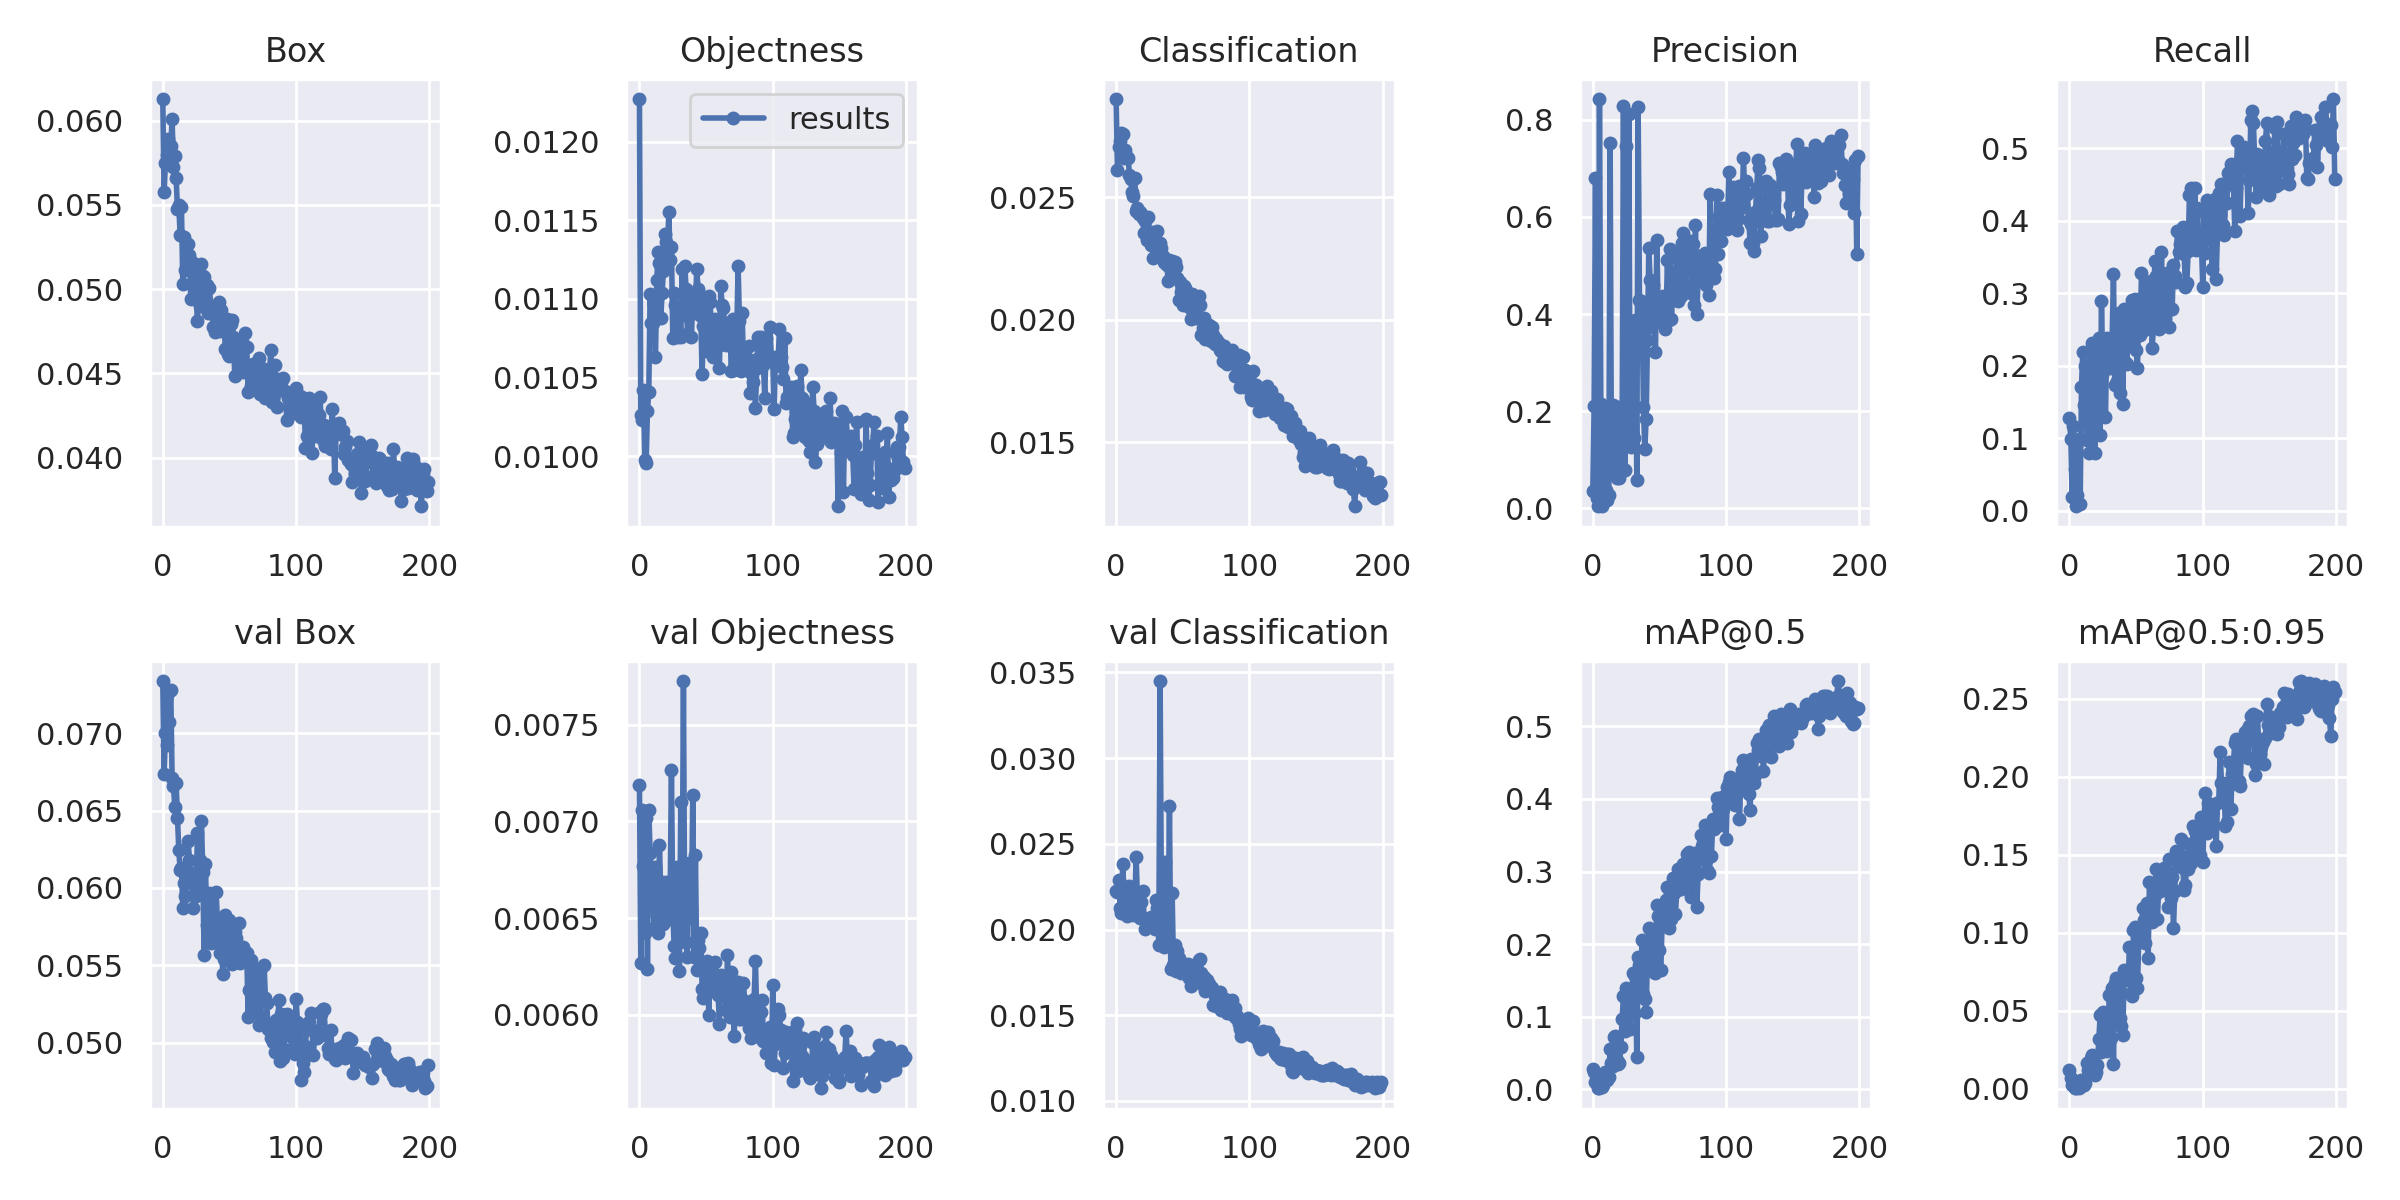 Box
0.060
0.055
0.050
0.045
0.040
0 100 200
Objectness
results
0.0120
0.0115
0.0110
0.0105
0.0100
0 100 200
Classification
0.025
0.020
0.015
0 100 200
Precision
0.8
0.6
0.4
0.2
0.0
0 100 200
Recall
0.5
0.4
0.3
0.2
0.1
0.0
0 100 200
val Box
0.070
0.065
0.060
0.055
0.050
0 100 200
val Objectness
0.0075
0.0070
0.0065
0.0060
0 100 200
val Classification
0.035
0.030
0.025
0.020
0.015
0.010
0 100 200
mAP@0.5
0.5
0.4
0.3
0.2
0.1
0.0
0 100 200
mAP@0.5:0.95
0.25
0.20
0.15
0.10
0.05
0.00
0 100 200